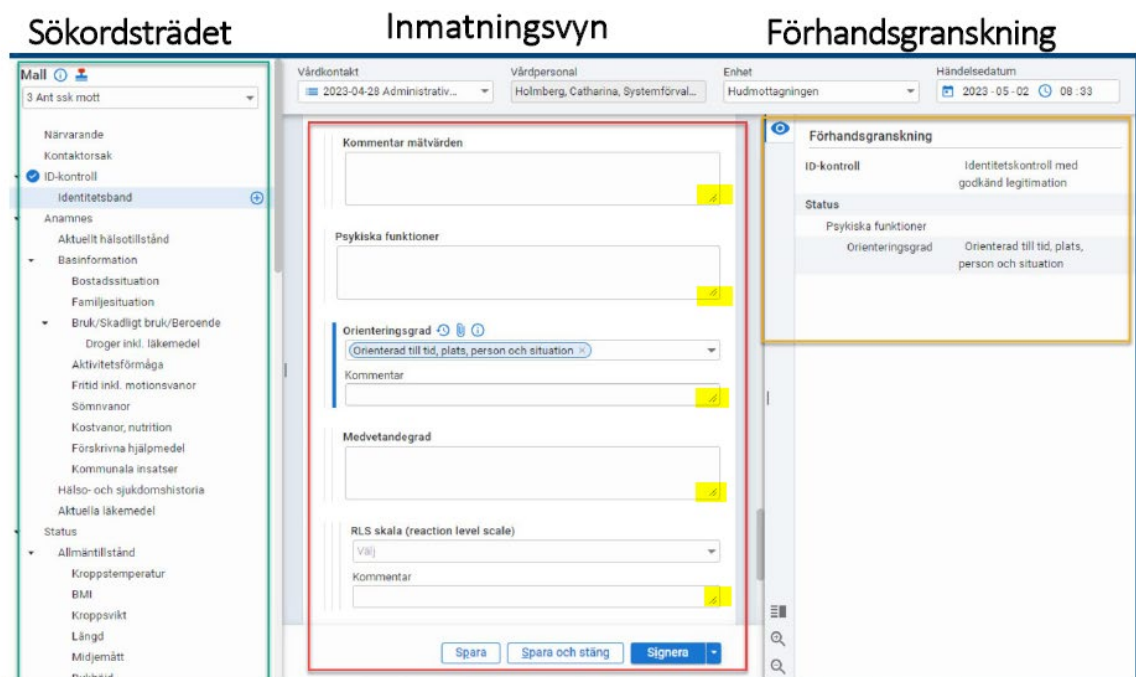 Sökordsträdet
Inmatningsvyn
Förhandsgranskning
Mall
3 Ant ssk mott
Närvarande
Kontaktorsak
ID-kontroll
Identitetsband
Anamnes
Aktuellt hälsotillstånd
Basinformation
Bostadssituation
Familjesituation
Bruk/Skadligt bruk/Beroende
Droger inkl. läkemedel
Aktivitetsförmåga
Fritid inkl. motionsvanor
Sömnvanor
Kostvanor, nutrition
Förskrivna hjälpmedel
Kommunala insatser
Hälso- och sjukdomshistoria
Aktuella läkemedel
Status
Allmäntillstånd
Kroppstemperatur
BMI
Kroppsvikt
Längd
Midjemått
Vårdkontakt
2023-04-28 Administrativ...
Vårdpersonal
Holmberg, Catharina, Systemförval...
Enhet
Hudmottagningen
Händelsedatum
2023-05-02 08:33
Kommentar mätvärden
Psykiska funktioner
Orienteringsgrad
Orienterad till tid, plats, person och situation ×
Kommentar
Medvetandegrad
RLS skala (reaction level scale)
Välj
Kommentar
Spara
Spara och stäng
Signera
Förhandsgranskning
ID-kontroll Identitetskontroll med
godkänd legitimation
Status
Psykiska funktioner
Orienteringsgrad Orienterad till tid, plats,
person och situation